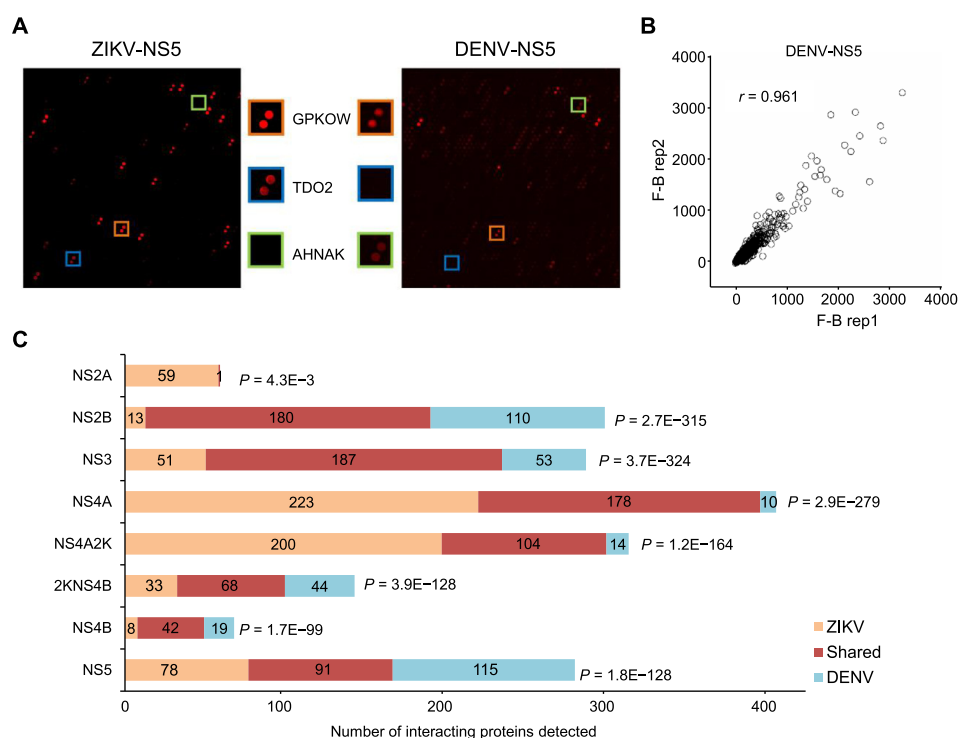 A
ZIKV-NS5
DENV-NS5
GPKOW
TDO2
AHNAK
B
DENV-NS5
r = 0.961
F-B rep2
4000
3000
2000
1000
0
0 1000 2000 3000 4000
F-B rep1
C
NS2A 59 1 P = 4.3E−3
NS2B 13 180 110 P = 2.7E−315
NS3 51 187 53 P = 3.7E−324
NS4A 223 178 10 P = 2.9E−279
NS4A2K 200 104 14 P = 1.2E−164
2KNS4B 33 68 44 P = 3.9E−128
NS4B 8 42 19 P = 1.7E−99
NS5 78 91 115 P = 1.8E−128
ZIKV
Shared
DENV
0 100 200 300 400
Number of interacting proteins detected